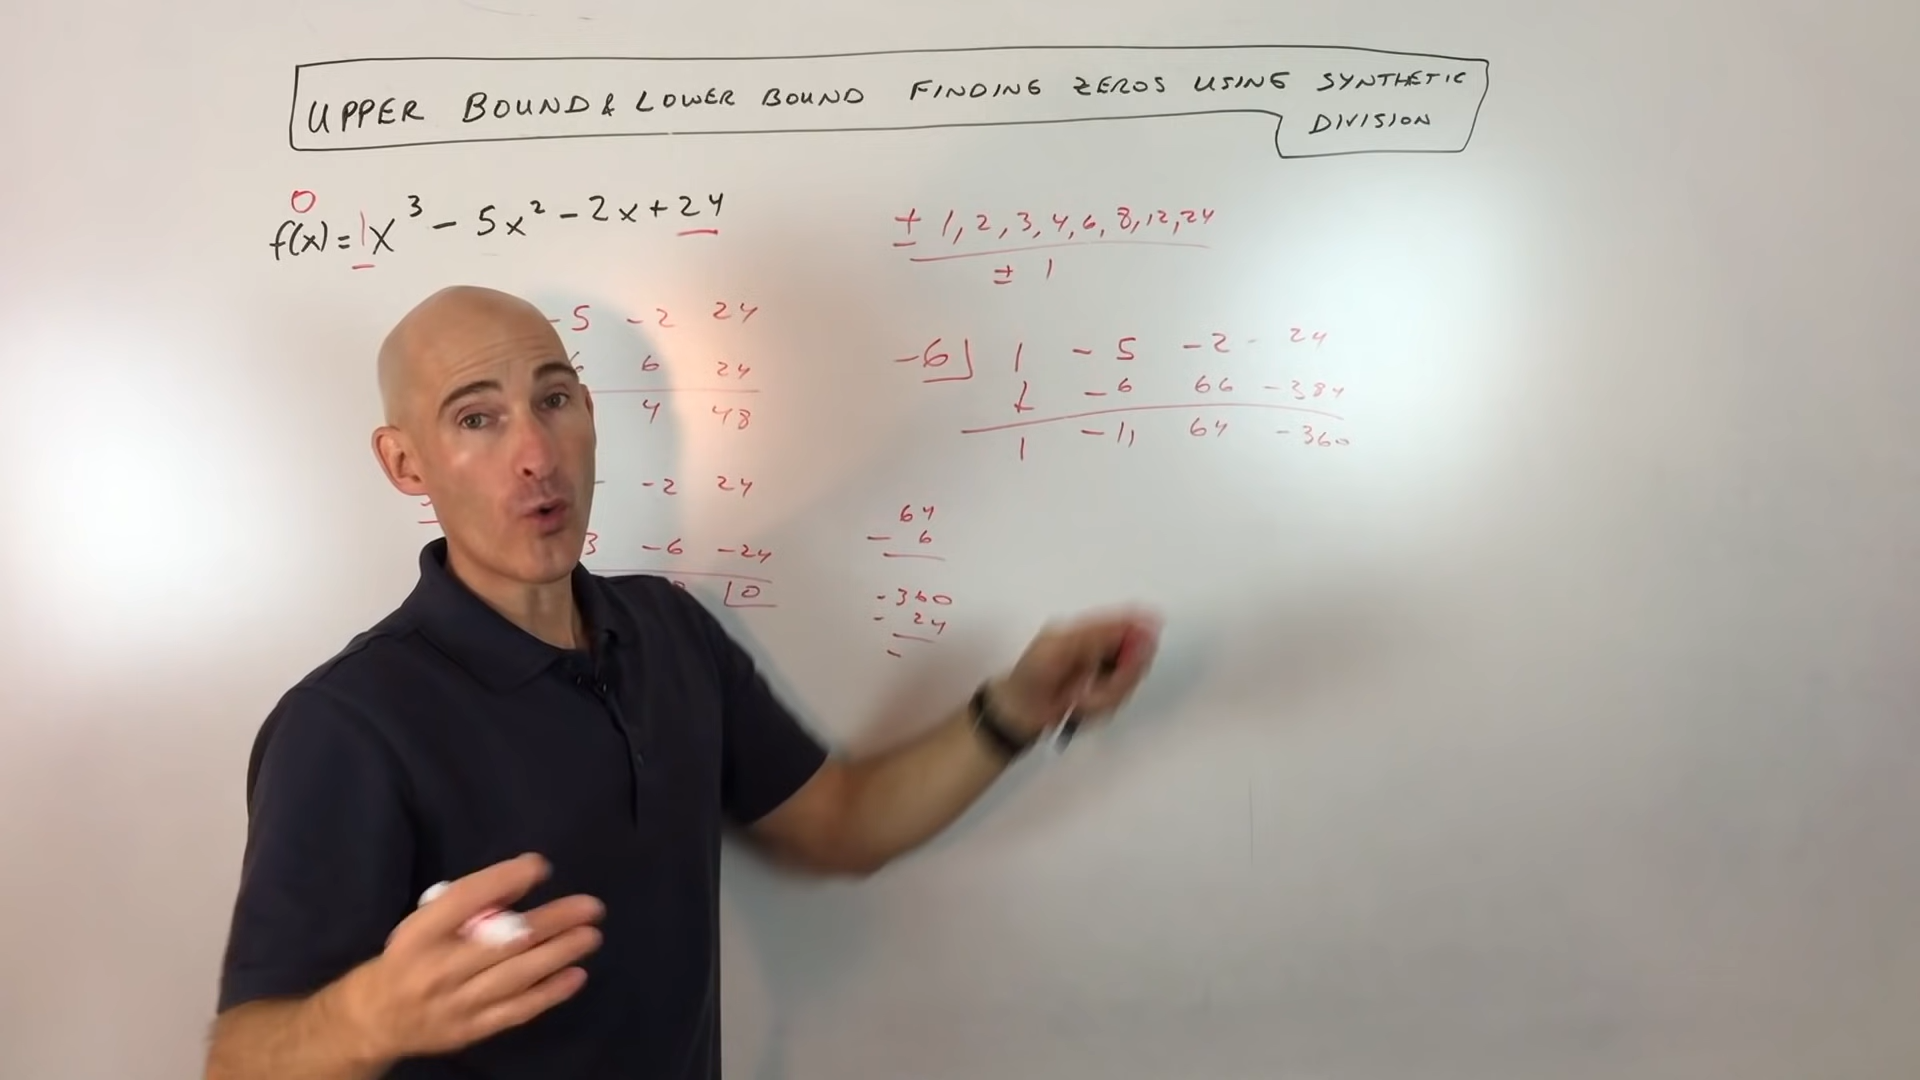 UPPER BOUND & LOWER BOUND FINDING ZEROS USING SYNTHETIC
DIVISION
0
f(x) = 1x³ - 5x² - 2x + 24
± 1, 2, 3, 4, 6, 8, 12, 24
± 1
-5 -2 24
6 6 24
4 48
-2 24
3 -6 -24
0
-6 1 -5 -2 24
-6 66 -384
1 -11 64 -360
64
- 6
-360
- 24
-